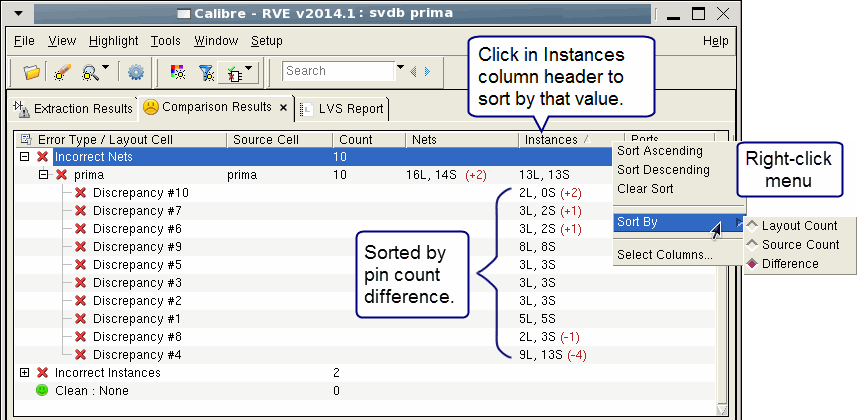 Calibre - RVE v2014.1 : svdb prima
File View Highlight Tools Window Setup Help
Search
Click in Instances
column header to
sort by that value.
Extraction Results Comparison Results × LVS Report
Error Type / Layout Cell Source Cell Count Nets Instances Ports
Incorrect Nets 10
prima prima 10 16L, 14S (+2) 13L, 13S
Discrepancy #10 2L, 0S (+2)
Discrepancy #7 3L, 2S (+1)
Discrepancy #6 3L, 2S (+1)
Discrepancy #9 8L, 8S
Discrepancy #5 3L, 3S
Discrepancy #3 3L, 3S
Discrepancy #2 3L, 3S
Discrepancy #1 5L, 5S
Discrepancy #8 2L, 3S (-1)
Discrepancy #4 9L, 13S (-4)
Incorrect Instances 2
Clean : None 0
Sorted by
pin count
difference.
Sort Ascending
Sort Descending
Clear Sort
Sort By
Select Columns...
Right-click
menu
Layout Count
Source Count
Difference